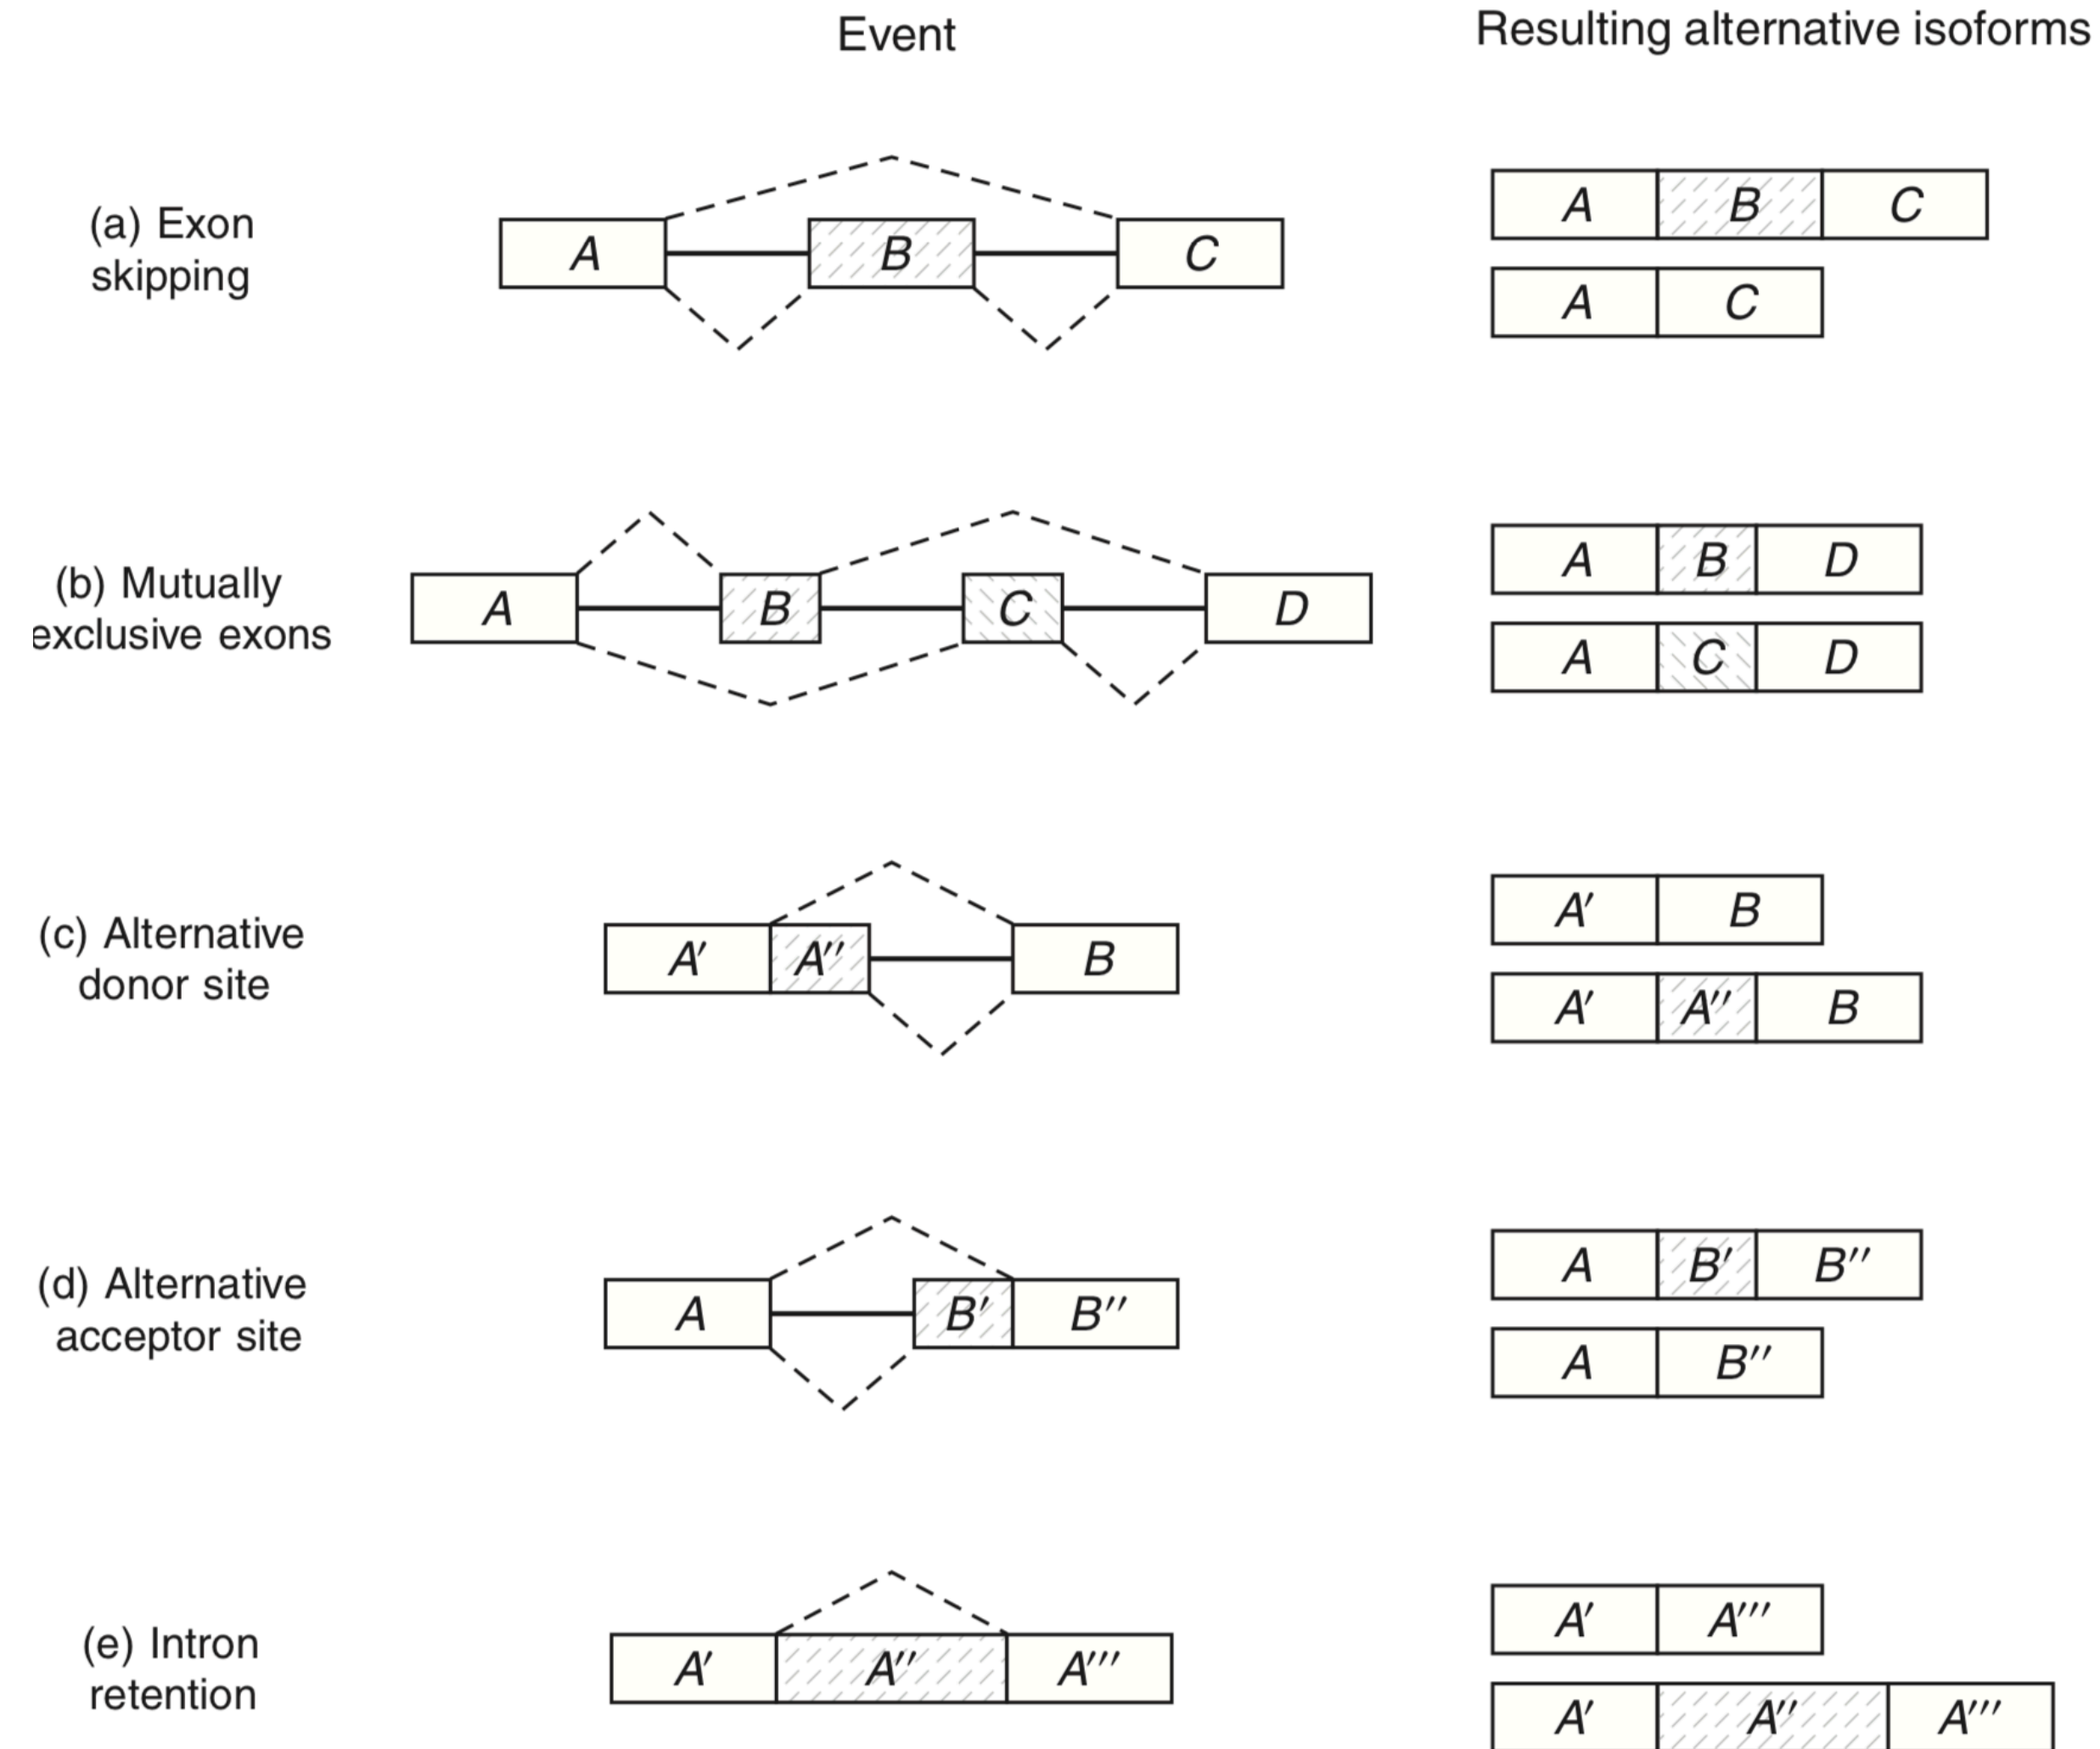 Event
Resulting alternative isoforms
(a) Exon
skipping
A B C
A B C
A C
(b) Mutually
exclusive exons
A B C D
A B D
A C D
(c) Alternative
donor site
A′ A″ B
A′ B
A′ A″ B
(d) Alternative
acceptor site
A B′ B″
A B′ B″
A B″
(e) Intron
retention
A′ A″ A‴
A′ A‴
A′ A″ A‴